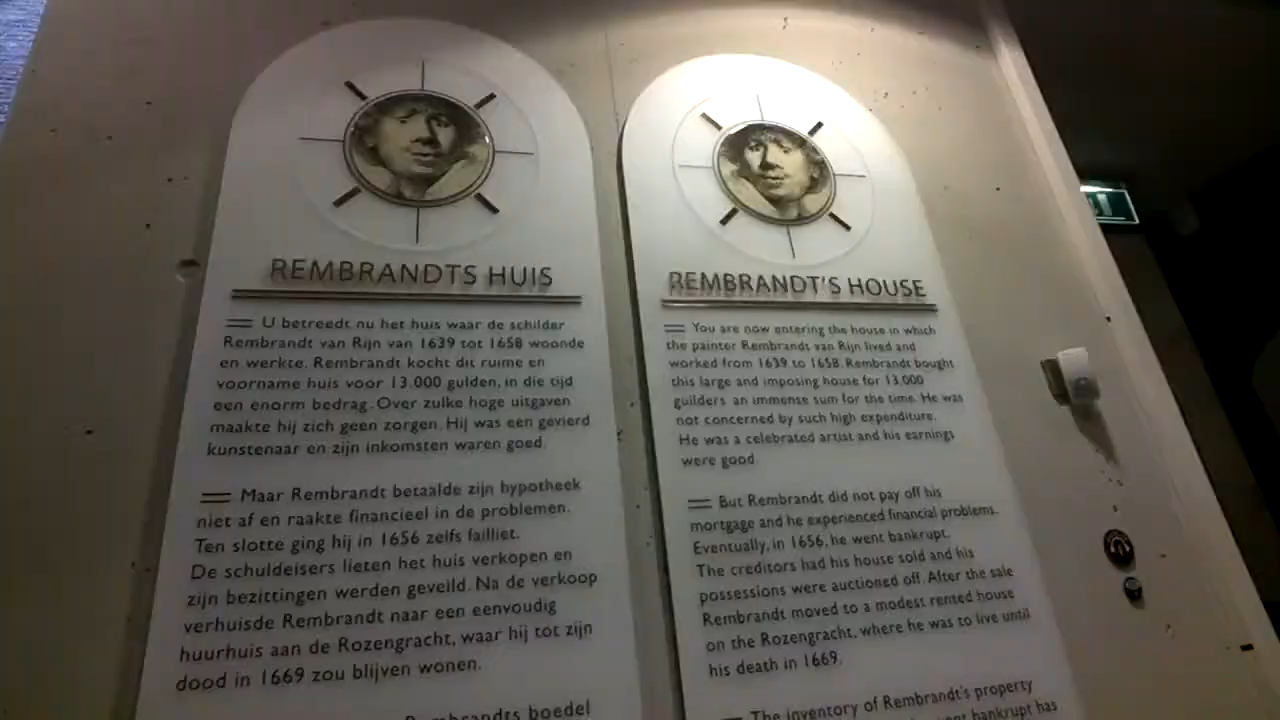 REMBRANDTS HUIS
U betreedt nu het huis waar de schilder
Rembrandt van Rijn van 1639 tot 1658 woonde
en werkte. Rembrandt kocht dit ruime en
voorname huis voor 13.000 gulden, in die tijd
een enorm bedrag. Over zulke hoge uitgaven
maakte hij zich geen zorgen. Hij was een gevierd
kunstenaar en zijn inkomsten waren goed.
Maar Rembrandt betaalde zijn hypotheek
niet af en raakte financieel in de problemen.
Ten slotte ging hij in 1656 zelfs failliet.
De schuldeisers lieten het huis verkopen en
zijn bezittingen werden geveild. Na de verkoop
verhuisde Rembrandt naar een eenvoudig
huurhuis aan de Rozengracht, waar hij tot zijn
dood in 1669 zou blijven wonen.
Rembrandts boedel
REMBRANDT'S HOUSE
You are now entering the house in which
the painter Rembrandt van Rijn lived and
worked from 1639 to 1658. Rembrandt bought
this large and imposing house for 13.000
guilders an immense sum for the time. He was
not concerned by such high expenditure.
He was a celebrated artist and his earnings
were good.
But Rembrandt did not pay off his
mortgage and he experienced financial problems.
Eventually, in 1656, he went bankrupt.
The creditors had his house sold and his
possessions were auctioned off. After the sale
Rembrandt moved to a modest rented house
on the Rozengracht, where he was to live until
his death in 1669.
The inventory of Rembrandt's property
bankrupt has